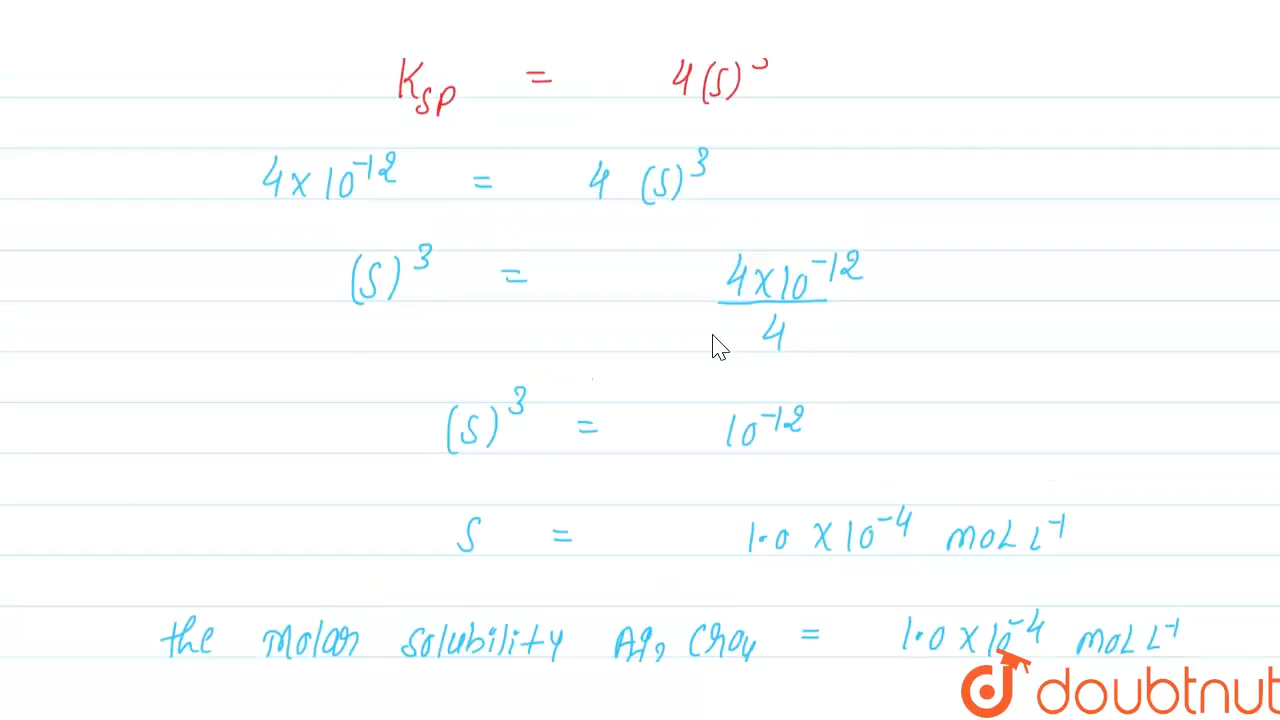 Ksp = 4(s)³
4×10⁻¹² = 4 (s)³
(s)³ = 4×10⁻¹²
4
(s)³ = 10⁻¹²
s = 1.0 × 10⁻⁴ mol L⁻¹
the Molar solubility Ag₂ CrO₄ = 1.0 × 10⁻⁴ mol L⁻¹
doubtnut